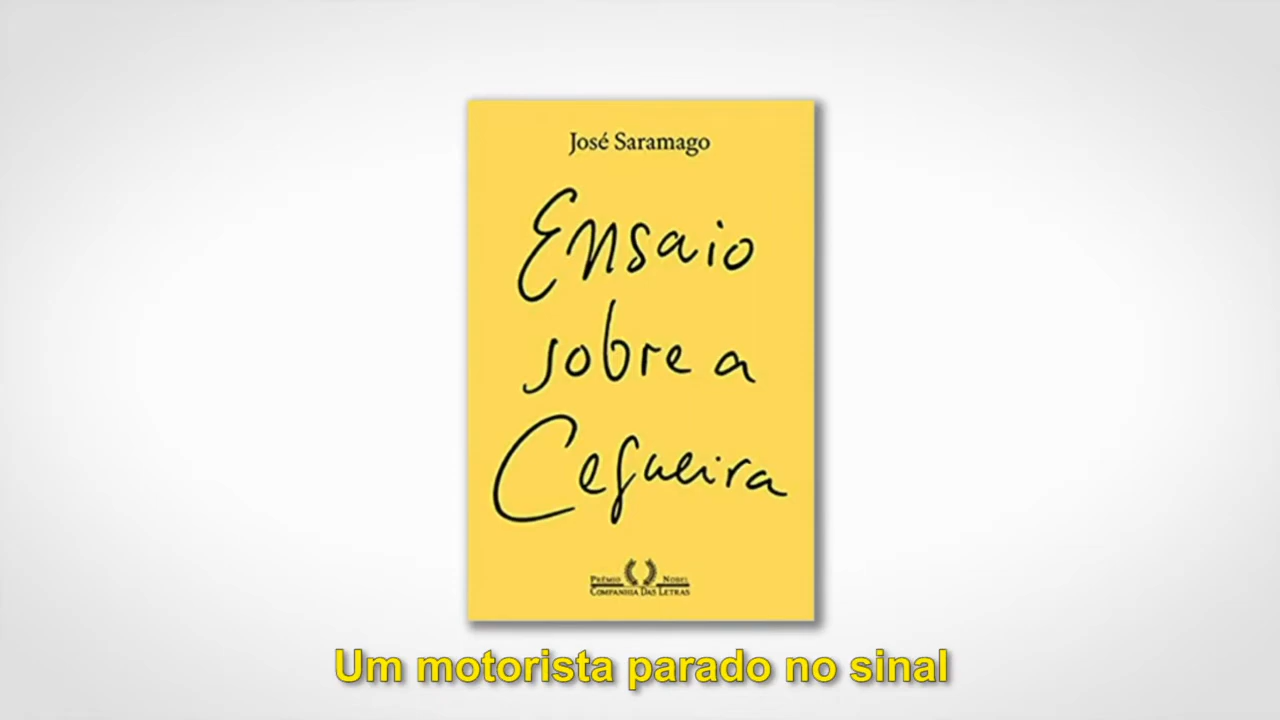 José Saramago
Ensaio
sobre a
Cegueira
PRÊMIO NOBEL
COMPANHIA DAS LETRAS
Um motorista parado no sinal